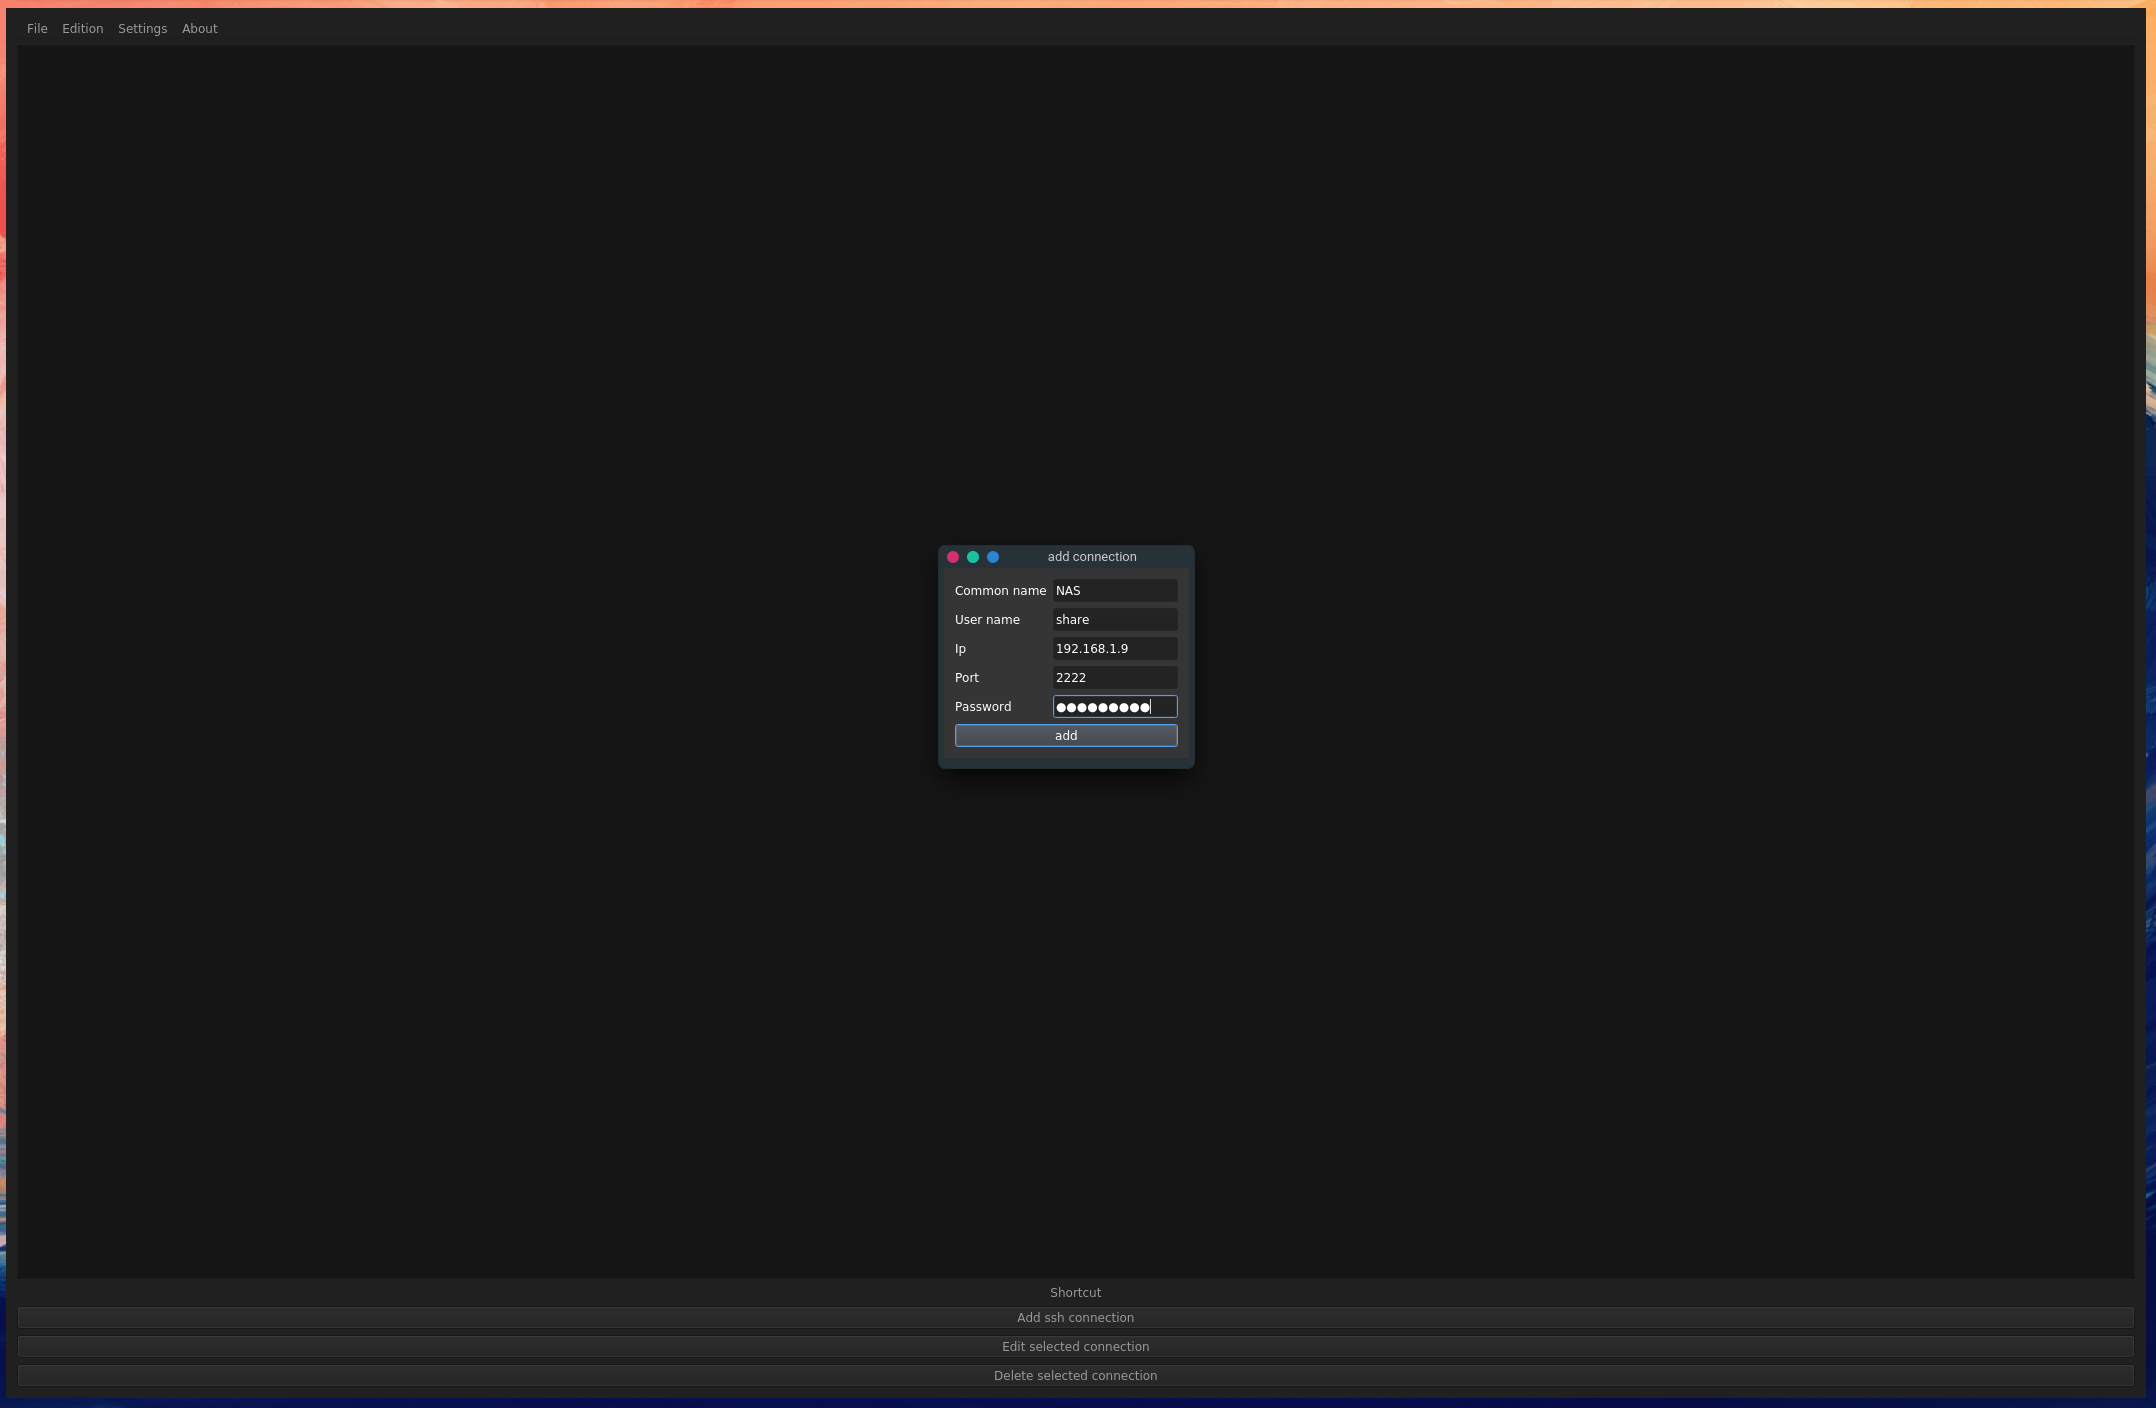 File Edition Settings About
add connection
Common name NAS
User name share
Ip 192.168.1.9
Port 2222
Password ●●●●●●●●●
add
Shortcut
Add ssh connection
Edit selected connection
Delete selected connection